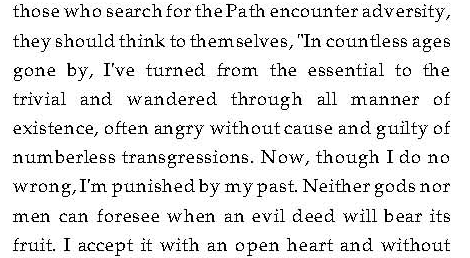 those who search for the Path encounter adversity,
they should think to themselves, "In countless ages
gone by, I've turned from the essential to the
trivial and wandered through all manner of
existence, often angry without cause and guilty of
numberless transgressions. Now, though I do no
wrong, I'm punished by my past. Neither gods nor
men can foresee when an evil deed will bear its
fruit. I accept it with an open heart and without